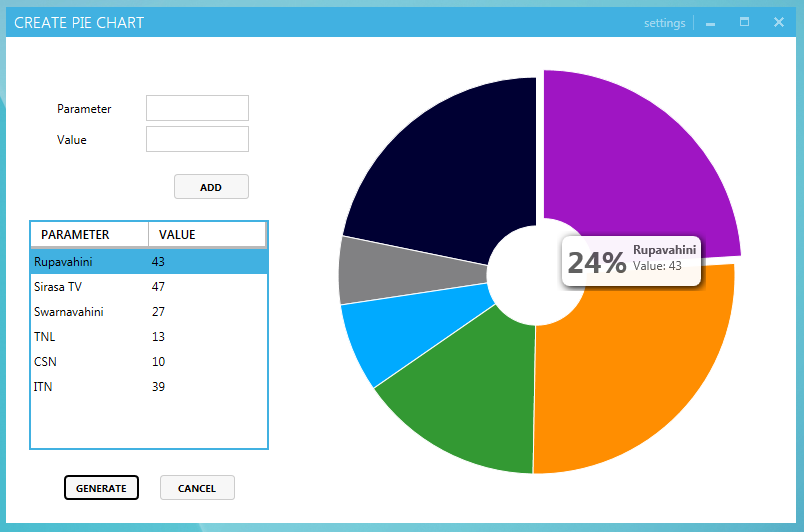 CREATE PIE CHART
settings
Parameter
Value
ADD
PARAMETER VALUE
Rupavahini 43
Sirasa TV 47
Swarnavahini 27
TNL 13
CSN 10
ITN 39
24%
Rupavahini
Value: 43
GENERATE
CANCEL